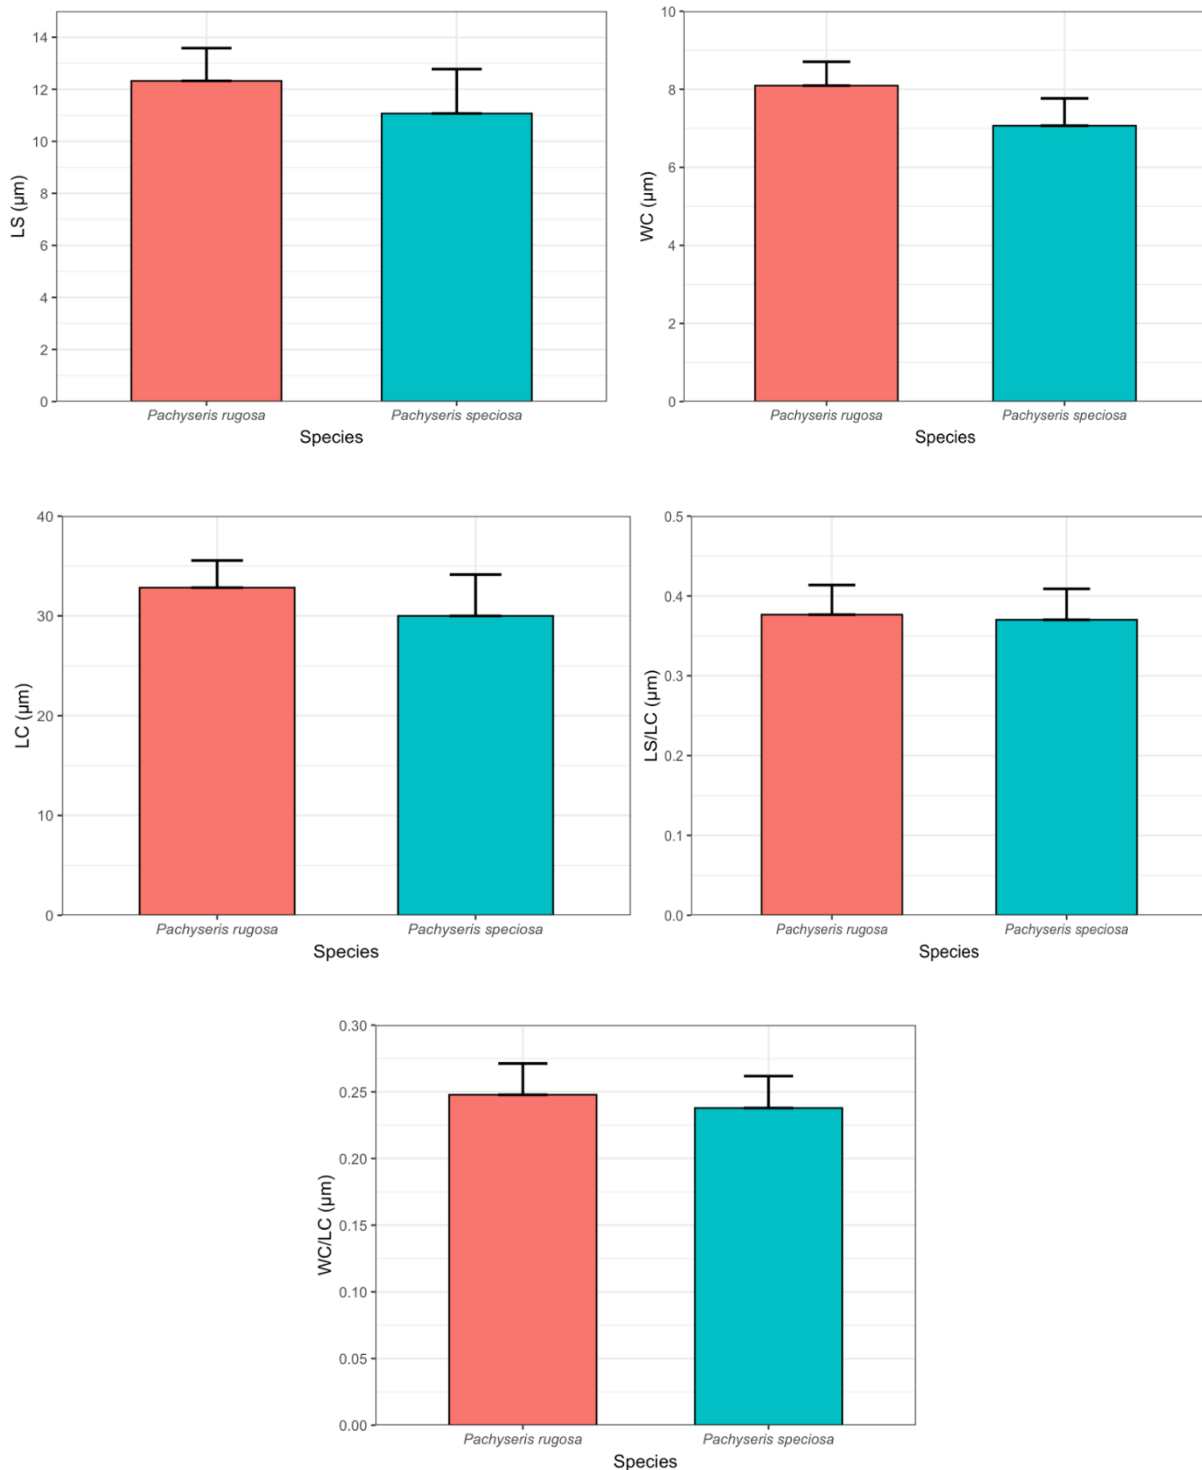 LS (µm)
14
12
10
8
6
4
2
0
Pachyseris rugosa
Pachyseris speciosa
Species
WC (µm)
10
8
6
4
2
0
Pachyseris rugosa
Pachyseris speciosa
Species
LC (µm)
40
30
20
10
0
Pachyseris rugosa
Pachyseris speciosa
Species
LS/LC (µm)
0.5
0.4
0.3
0.2
0.1
0.0
Pachyseris rugosa
Pachyseris speciosa
Species
WC/LC (µm)
0.30
0.25
0.20
0.15
0.10
0.05
0.00
Pachyseris rugosa
Pachyseris speciosa
Species